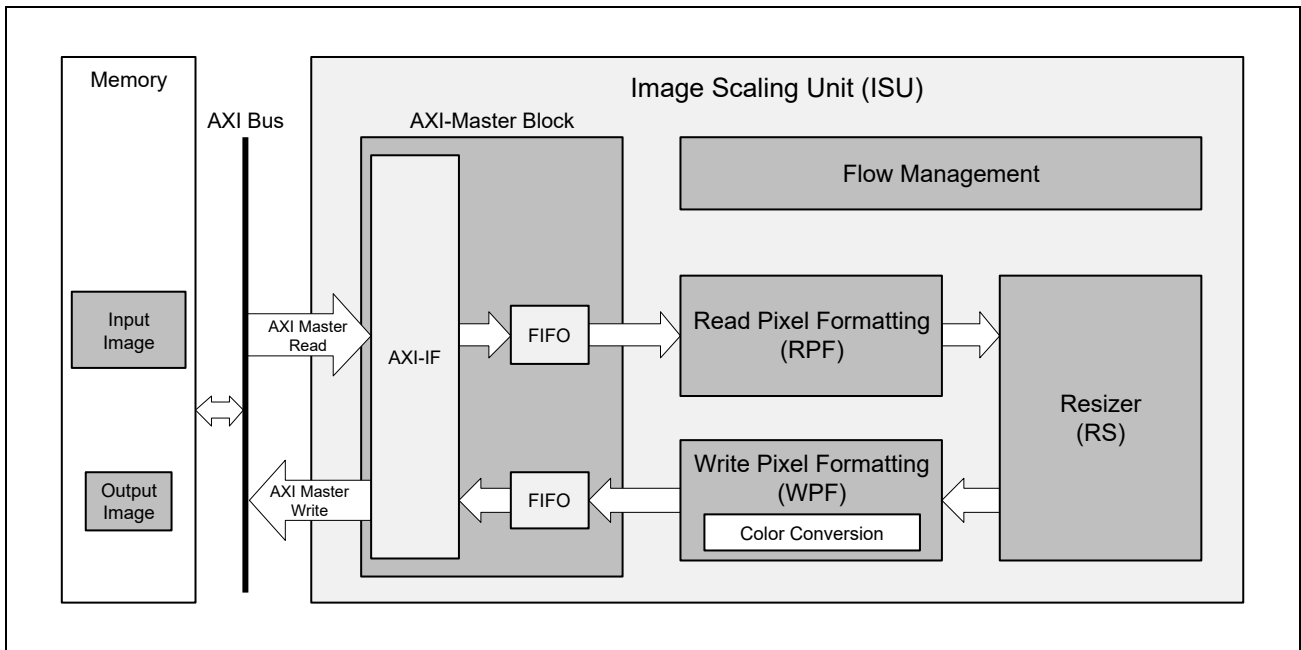 Image Scaling Unit (ISU)
Memory
AXI Bus
AXI-Master Block
Flow Management
Input
Image
AXI Master
Read
AXI-IF
FIFO
Read Pixel Formatting
(RPF)
Resizer
(RS)
Output
Image
AXI Master
Write
FIFO
Write Pixel Formatting
(WPF)
Color Conversion